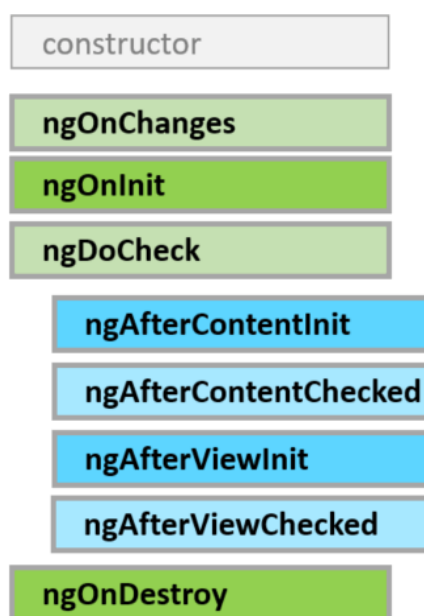 constructor
ngOnChanges
ngOnInit
ngDoCheck
ngAfterContentInit
ngAfterContentChecked
ngAfterViewInit
ngAfterViewChecked
ngOnDestroy